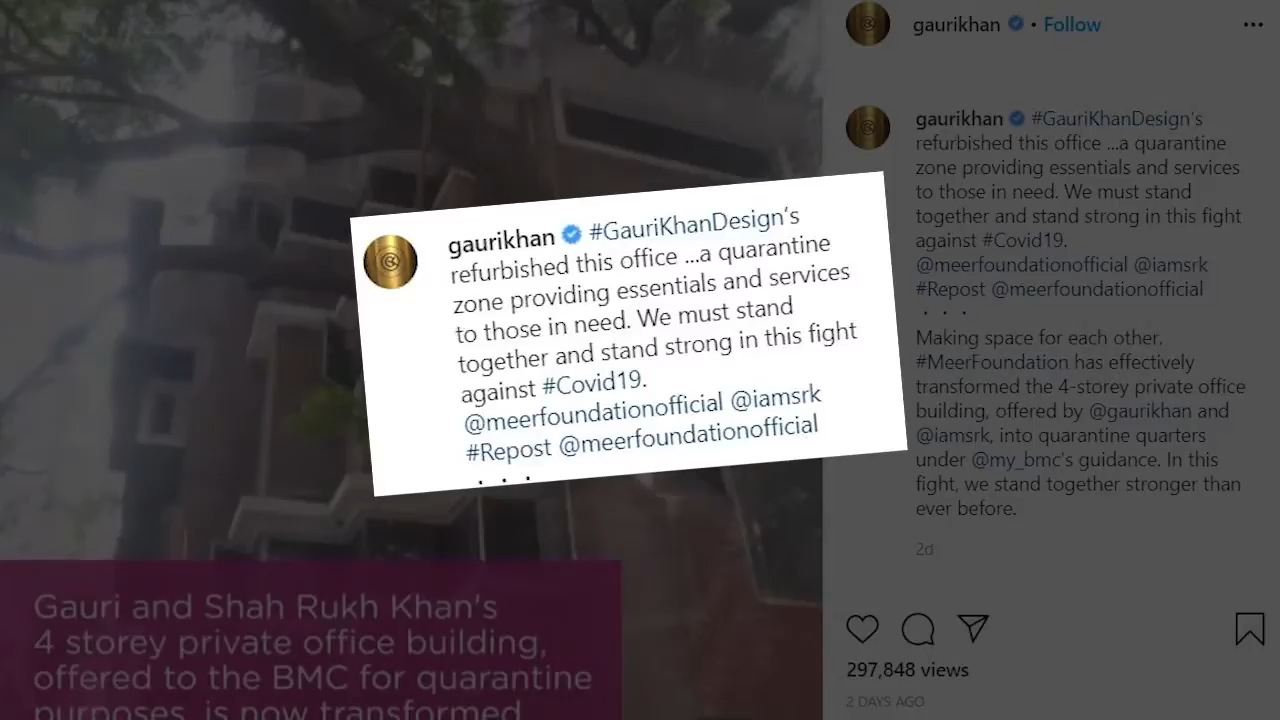 gaurikhan • Follow
gaurikhan #GauriKhanDesign's
refurbished this office ...a quarantine
zone providing essentials and services
to those in need. We must stand
together and stand strong in this fight
against #Covid19.
@meerfoundationofficial @iamsrk
#Repost @meerfoundationofficial
. . .
Making space for each other.
#MeerFoundation has effectively
transformed the 4-storey private office
building, offered by @gaurikhan and
@iamsrk, into quarantine quarters
under @my_bmc's guidance. In this
fight, we stand together stronger than
ever before.
2d
297,848 views
2 DAYS AGO
gaurikhan #GauriKhanDesign's
refurbished this office ...a quarantine
zone providing essentials and services
to those in need. We must stand
together and stand strong in this fight
against #Covid19.
@meerfoundationofficial @iamsrk
#Repost @meerfoundationofficial
. . .
Gauri and Shah Rukh Khan's
4 storey private office building,
offered to the BMC for quarantine
purposes, is now transformed